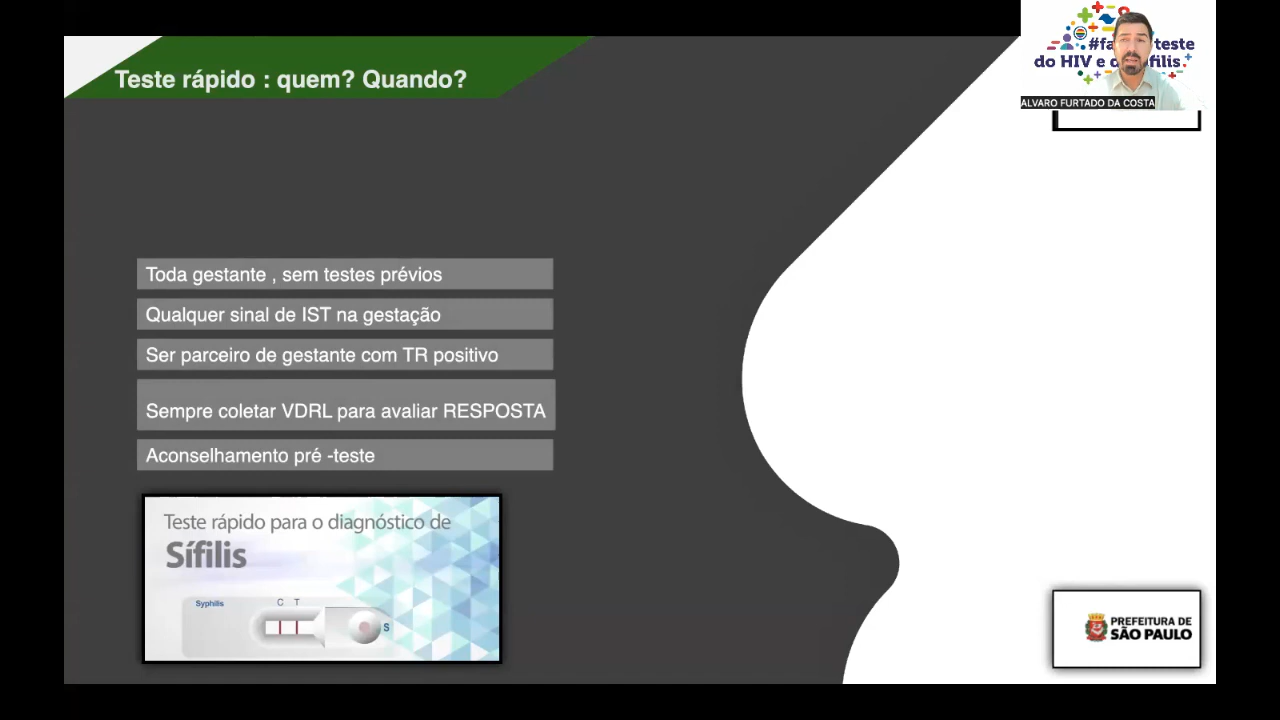 Teste rápido : quem? Quando?
#fa teste
do HIV e d filis.
ALVARO FURTADO DA COSTA
Toda gestante , sem testes prévios
Qualquer sinal de IST na gestação
Ser parceiro de gestante com TR positivo
Sempre coletar VDRL para avaliar RESPOSTA
Aconselhamento pré -teste
Teste rápido para o diagnóstico de
Sífilis
Syphilis
C T
S
PREFEITURA DE
SÃO PAULO